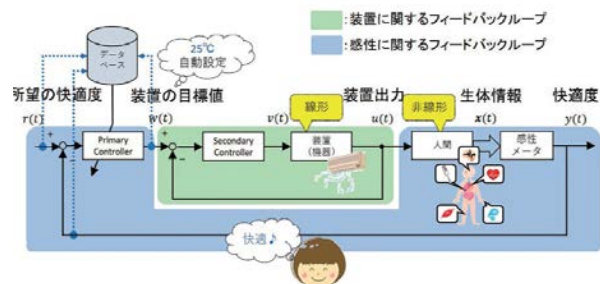 :装置に関するフィードバックループ
:感性に関するフィードバックループ
データ
ベース
25℃
自動設定
所望の快適度
装置の目標値
線形
装置出力
非線形
生体情報
快適度
r(t)
w(t)
v(t)
u(t)
x(t)
y(t)
+
Primary
Controller
+
−
Secondary
Controller
装置
(機器)
人間
感性
メータ
−
快適♪